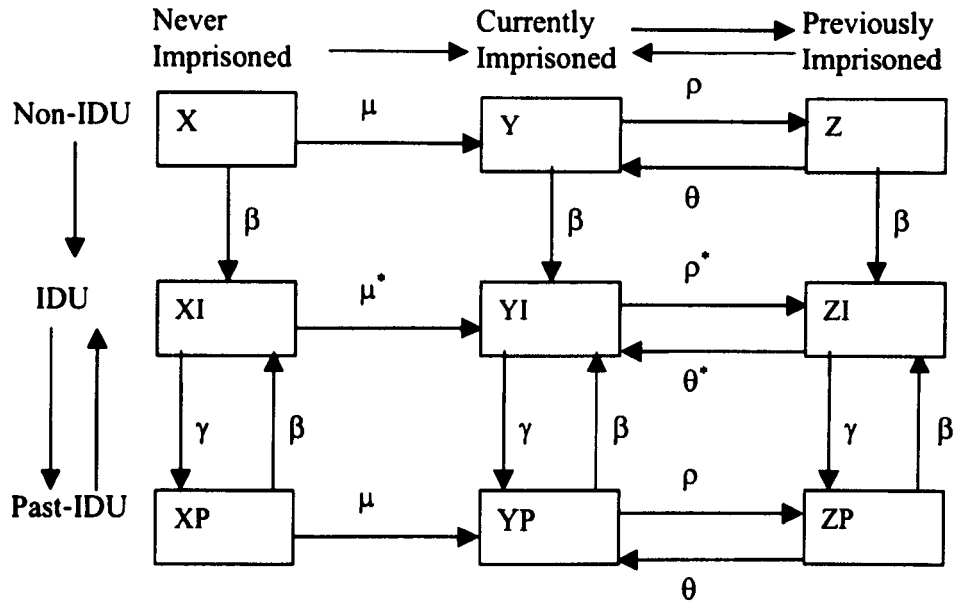 Never Imprisoned
Currently Imprisoned
Previously Imprisoned
Non-IDU
X
μ
Y
ρ
Z
θ
β
β
β
IDU
XI
μ*
YI
ρ*
ZI
θ*
γ
β
γ
β
γ
β
Past-IDU
XP
μ
YP
ρ
ZP
θ